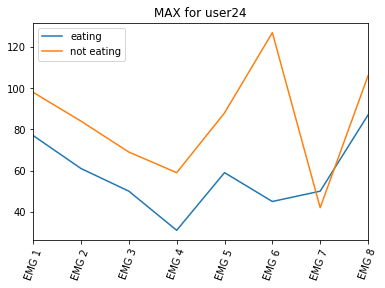 MAX for user24
eating
not eating
120
100
80
60
40
EMG 1
EMG 2
EMG 3
EMG 4
EMG 5
EMG 6
EMG 7
EMG 8